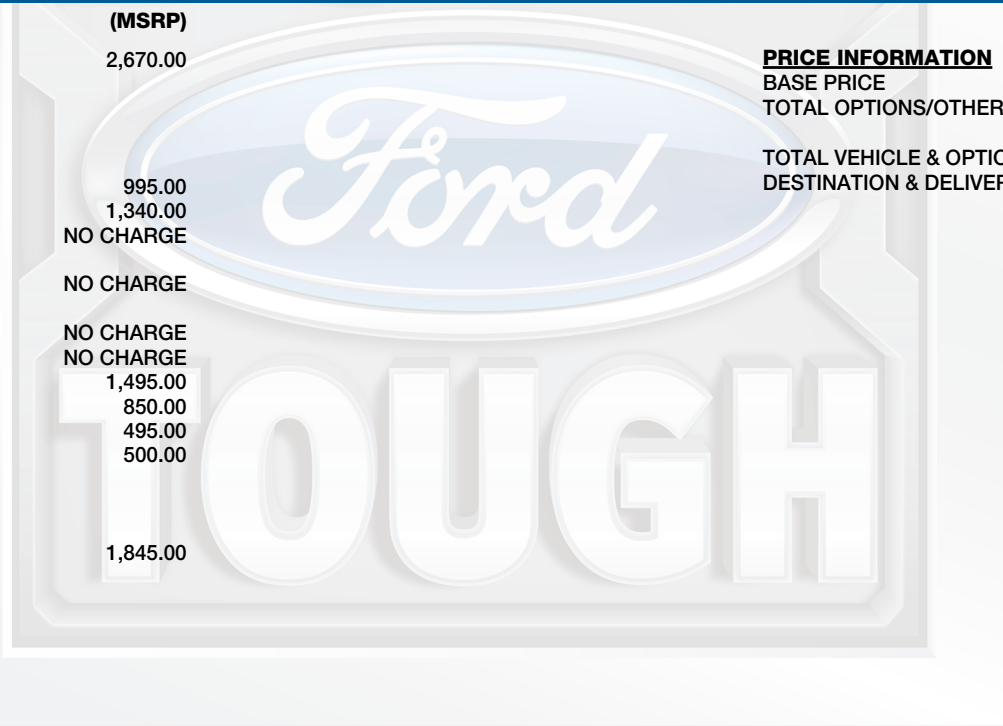 (MSRP)
2,670.00
995.00
1,340.00
NO CHARGE
NO CHARGE
NO CHARGE
NO CHARGE
1,495.00
850.00
495.00
500.00
1,845.00
PRICE INFORMATION
BASE PRICE
TOTAL OPTIONS/OTHER
TOTAL VEHICLE & OPTIO
DESTINATION & DELIVER
Ford
TOUGH